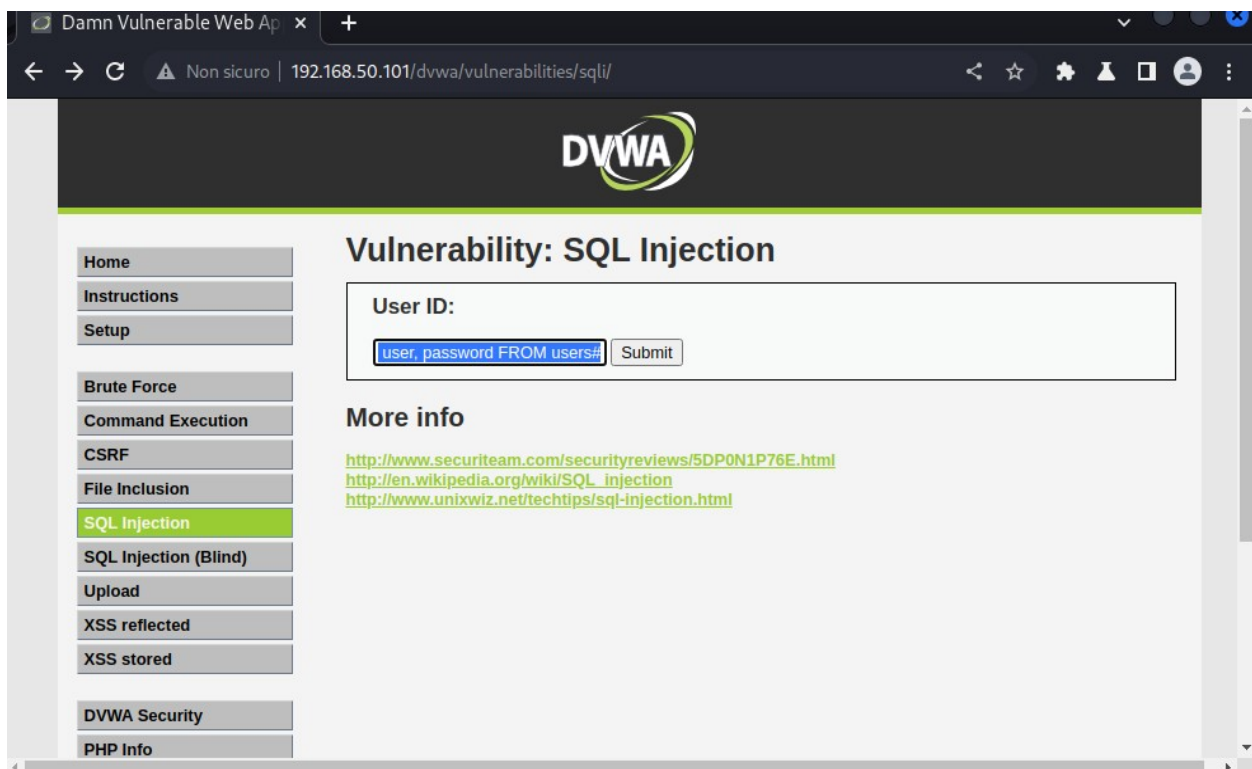 Damn Vulnerable Web Ap
Non sicuro | 192.168.50.101/dvwa/vulnerabilities/sqli/
DVWA
Home
Instructions
Setup
Brute Force
Command Execution
CSRF
File Inclusion
SQL Injection
SQL Injection (Blind)
Upload
XSS reflected
XSS stored
DVWA Security
PHP Info
Vulnerability: SQL Injection
User ID:
user, password FROM users# Submit
More info
http://www.securiteam.com/securityreviews/5DP0N1P76E.html
http://en.wikipedia.org/wiki/SQL_injection
http://www.unixwiz.net/techtips/sql-injection.html